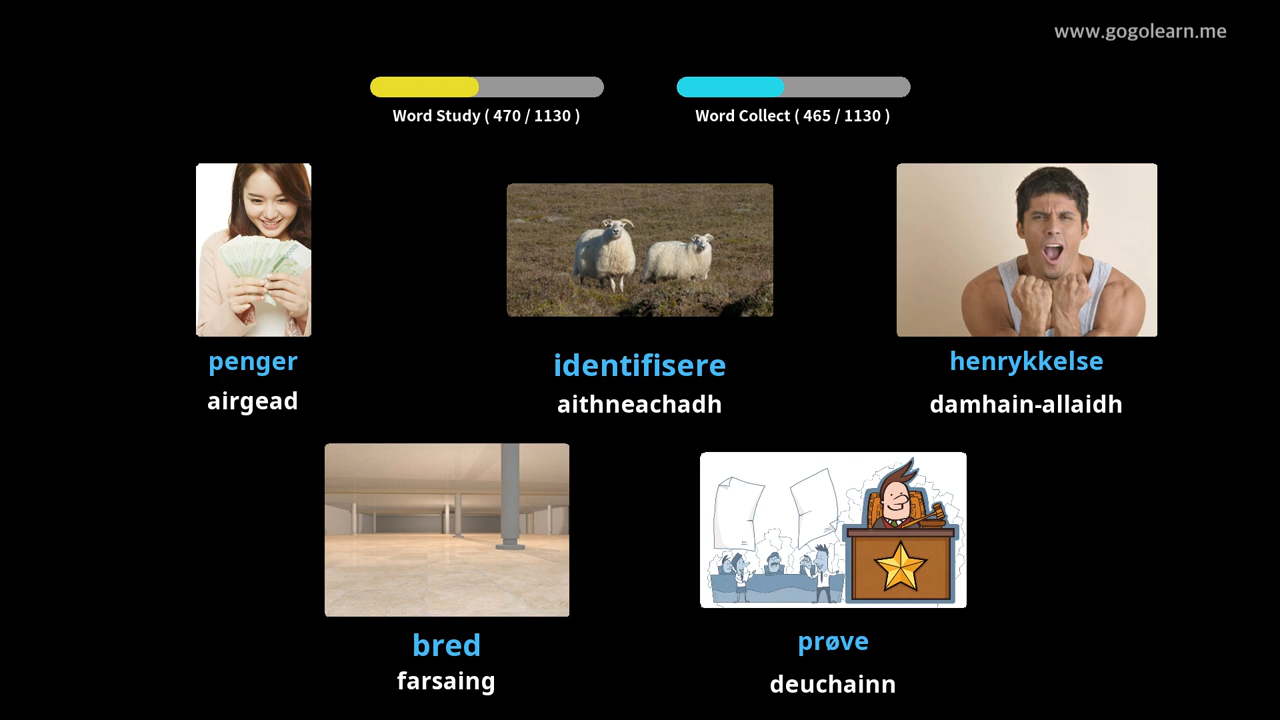 www.gogolearn.me
Word Study ( 470 / 1130 )
Word Collect ( 465 / 1130 )
penger
airgead
identifisere
aithneachadh
henrykkelse
damhain-allaidh
bred
farsaing
prøve
deuchainn